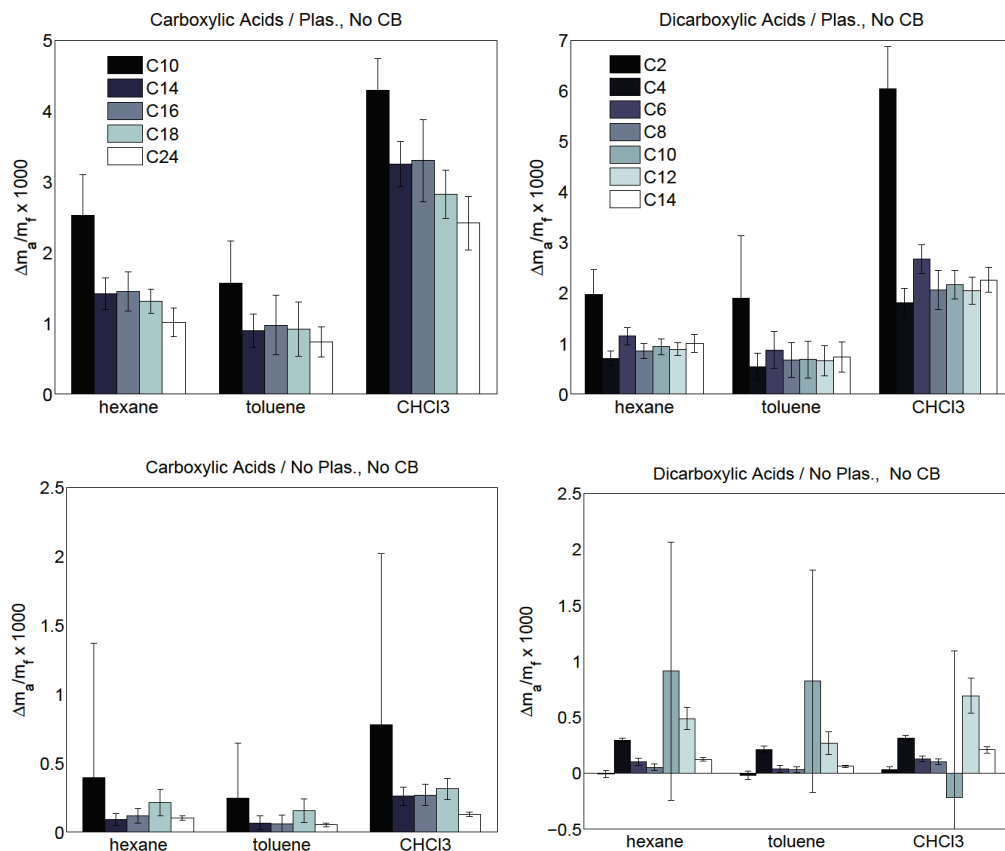 Carboxylic Acids / Plas., No CB
5
4
3
2
1
0
Δma/mf x 1000
C10
C14
C16
C18
C24
hexane toluene CHCl3
Dicarboxylic Acids / Plas., No CB
7
6
5
4
3
2
1
0
Δma/mf x 1000
C2
C4
C6
C8
C10
C12
C14
hexane toluene CHCl3
Carboxylic Acids / No Plas., No CB
2.5
2
1.5
1
0.5
0
Δma/mf x 1000
hexane toluene CHCl3
Dicarboxylic Acids / No Plas., No CB
2.5
2
1.5
1
0.5
0
−0.5
Δma/mf x 1000
hexane toluene CHCl3